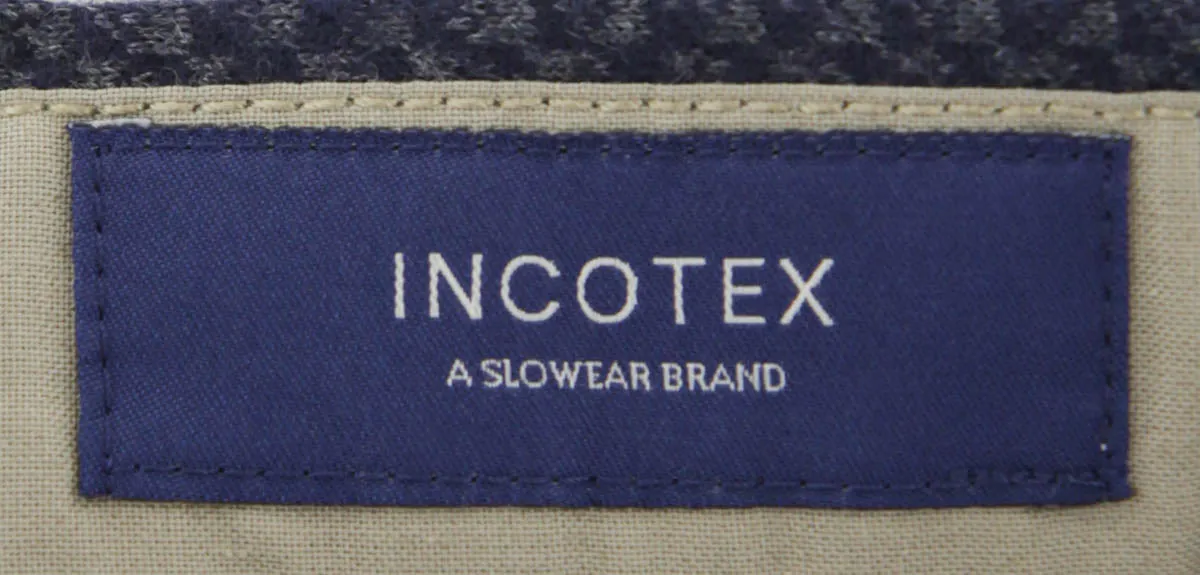 INCOTEX
A SLOWEAR BRAND